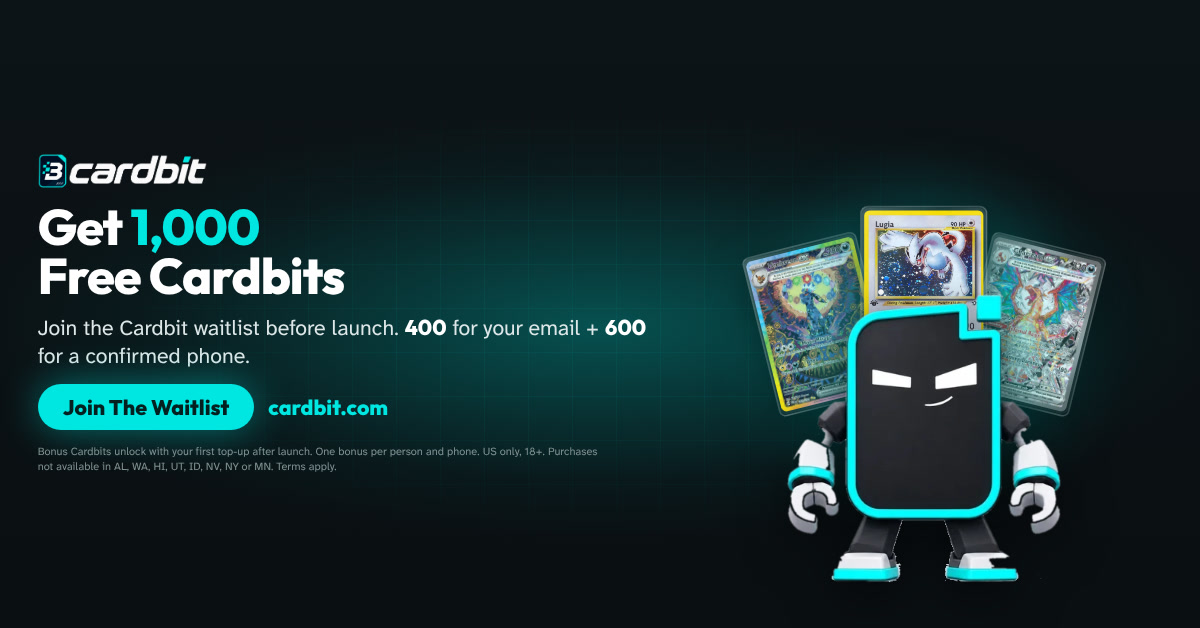 cardbit
Get 1,000
Free Cardbits
Join the Cardbit waitlist before launch. 400 for your email + 600
for a confirmed phone.
Join The Waitlist
cardbit.com
Bonus Cardbits unlock with your first top-up after launch. One bonus per person and phone. US only, 18+. Purchases
not available in AL, WA, HI, UT, ID, NV, NY or MN. Terms apply.
Lugia
90 HP